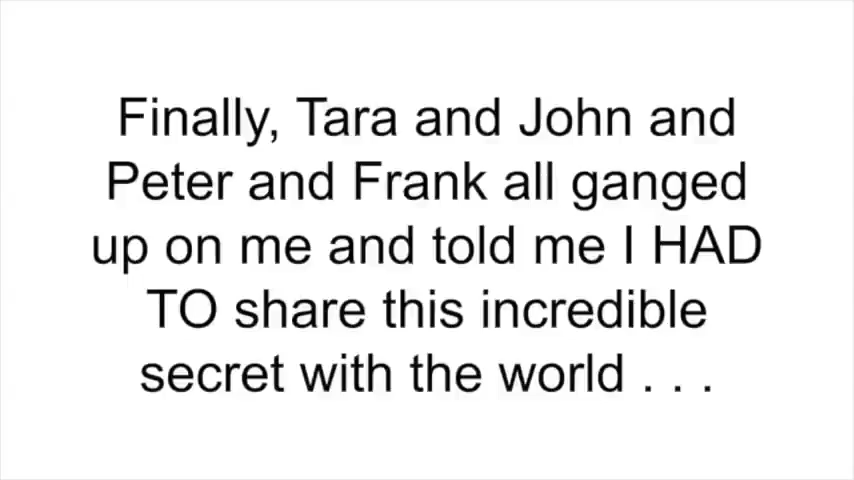 Finally, Tara and John and
Peter and Frank all ganged
up on me and told me I HAD
TO share this incredible
secret with the world . . .